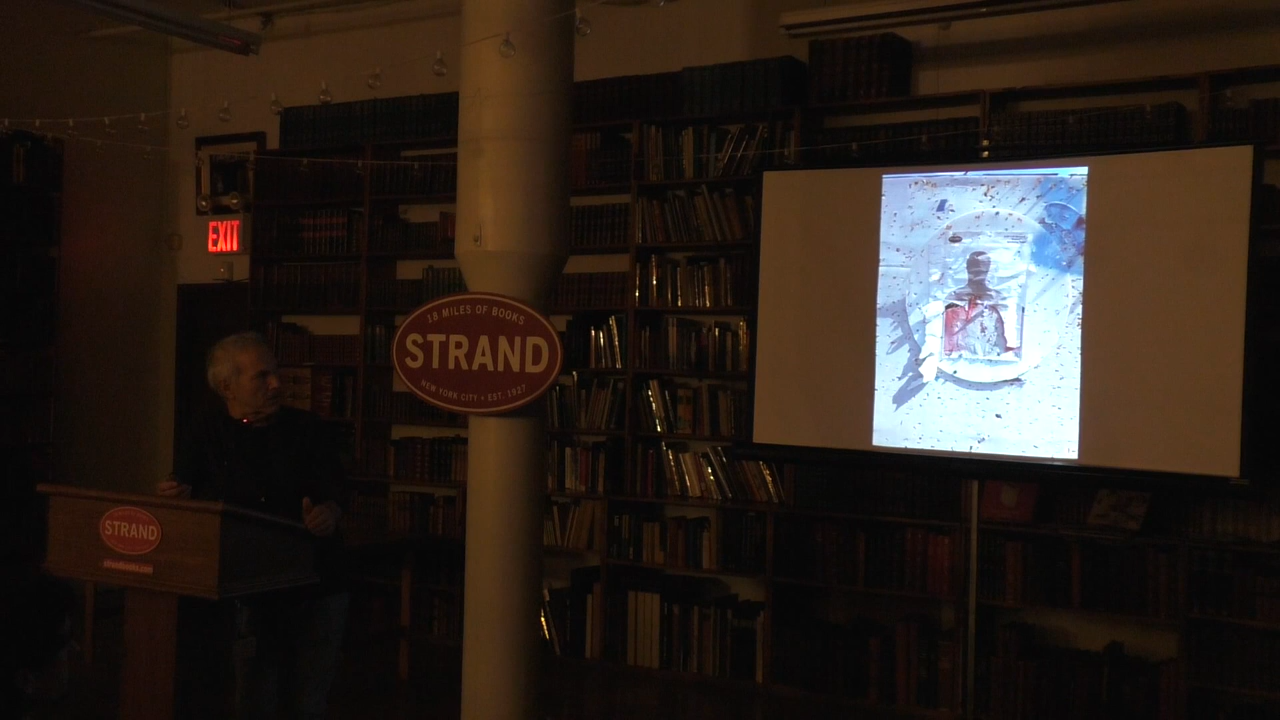 EXIT
18 MILES OF BOOKS
STRAND
NEW YORK CITY • EST. 1927
STRAND
strandbooks.com